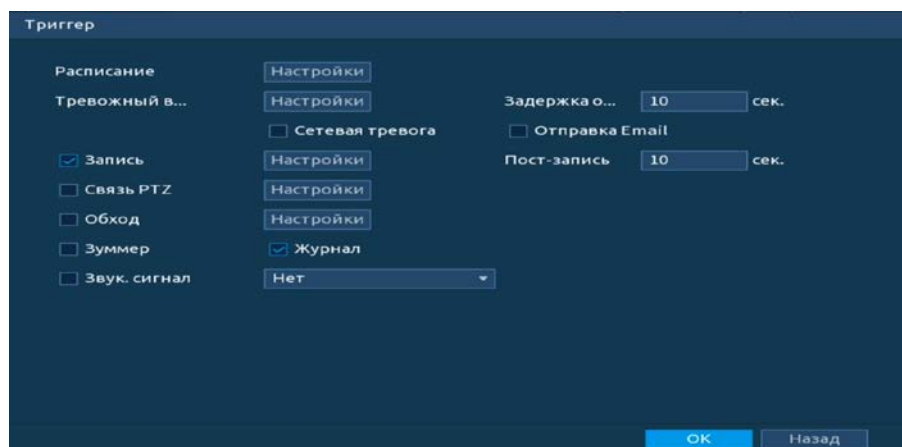 Триггер
Расписание Настройки
Тревожный в... Настройки Задержка о... 10 сек.
Сетевая тревога Отправка Email
Запись Настройки Пост-запись 10 сек.
Связь PTZ Настройки
Обход Настройки
Зуммер Журнал
Звук. сигнал Нет
OK Назад